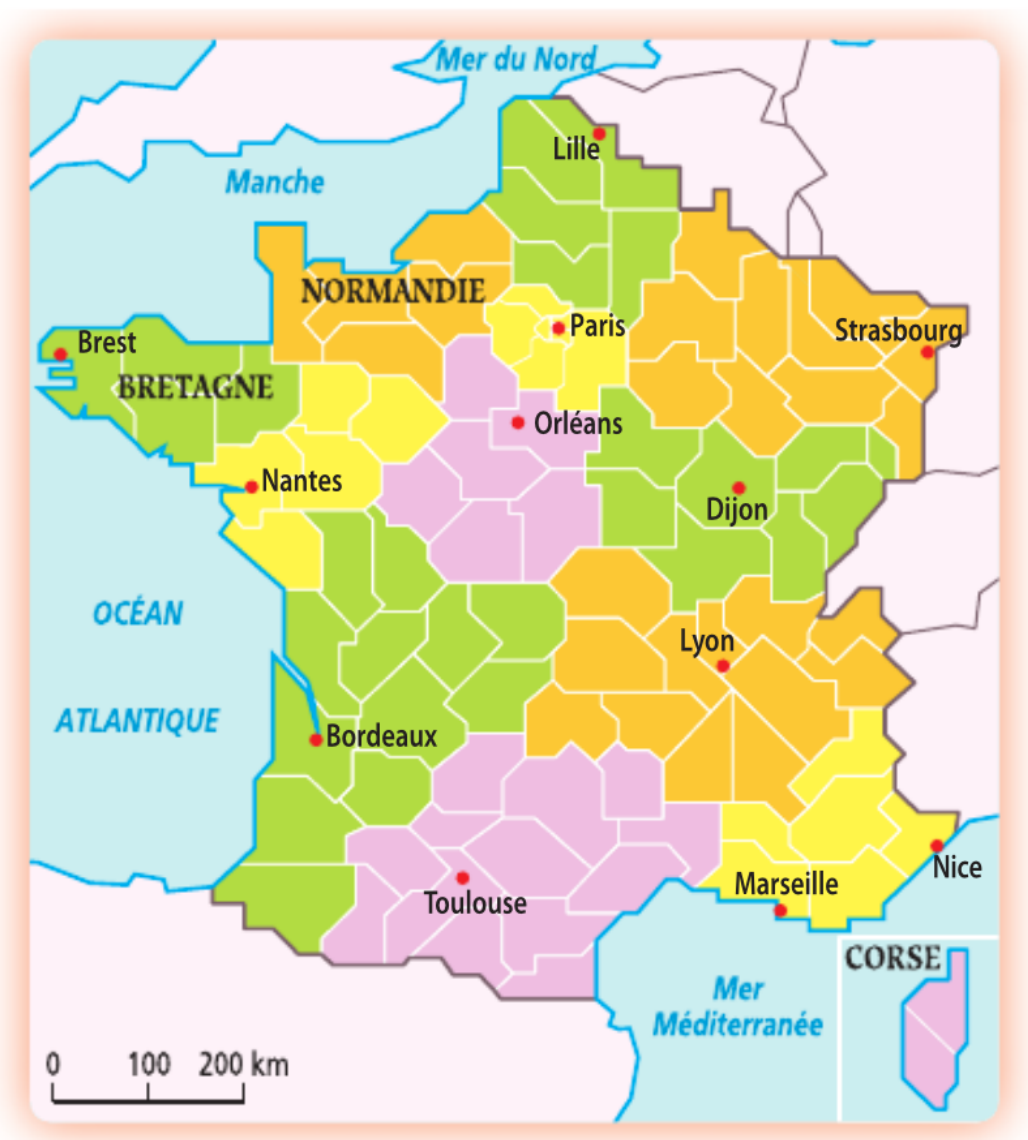 Mer du Nord
Lille
Manche
NORMANDIE
Paris
Strasbourg
Brest
BRETAGNE
Orléans
Nantes
Dijon
OCÉAN
ATLANTIQUE
Lyon
Bordeaux
Nice
Marseille
Toulouse
CORSE
Mer
Méditerranée
0 100 200 km